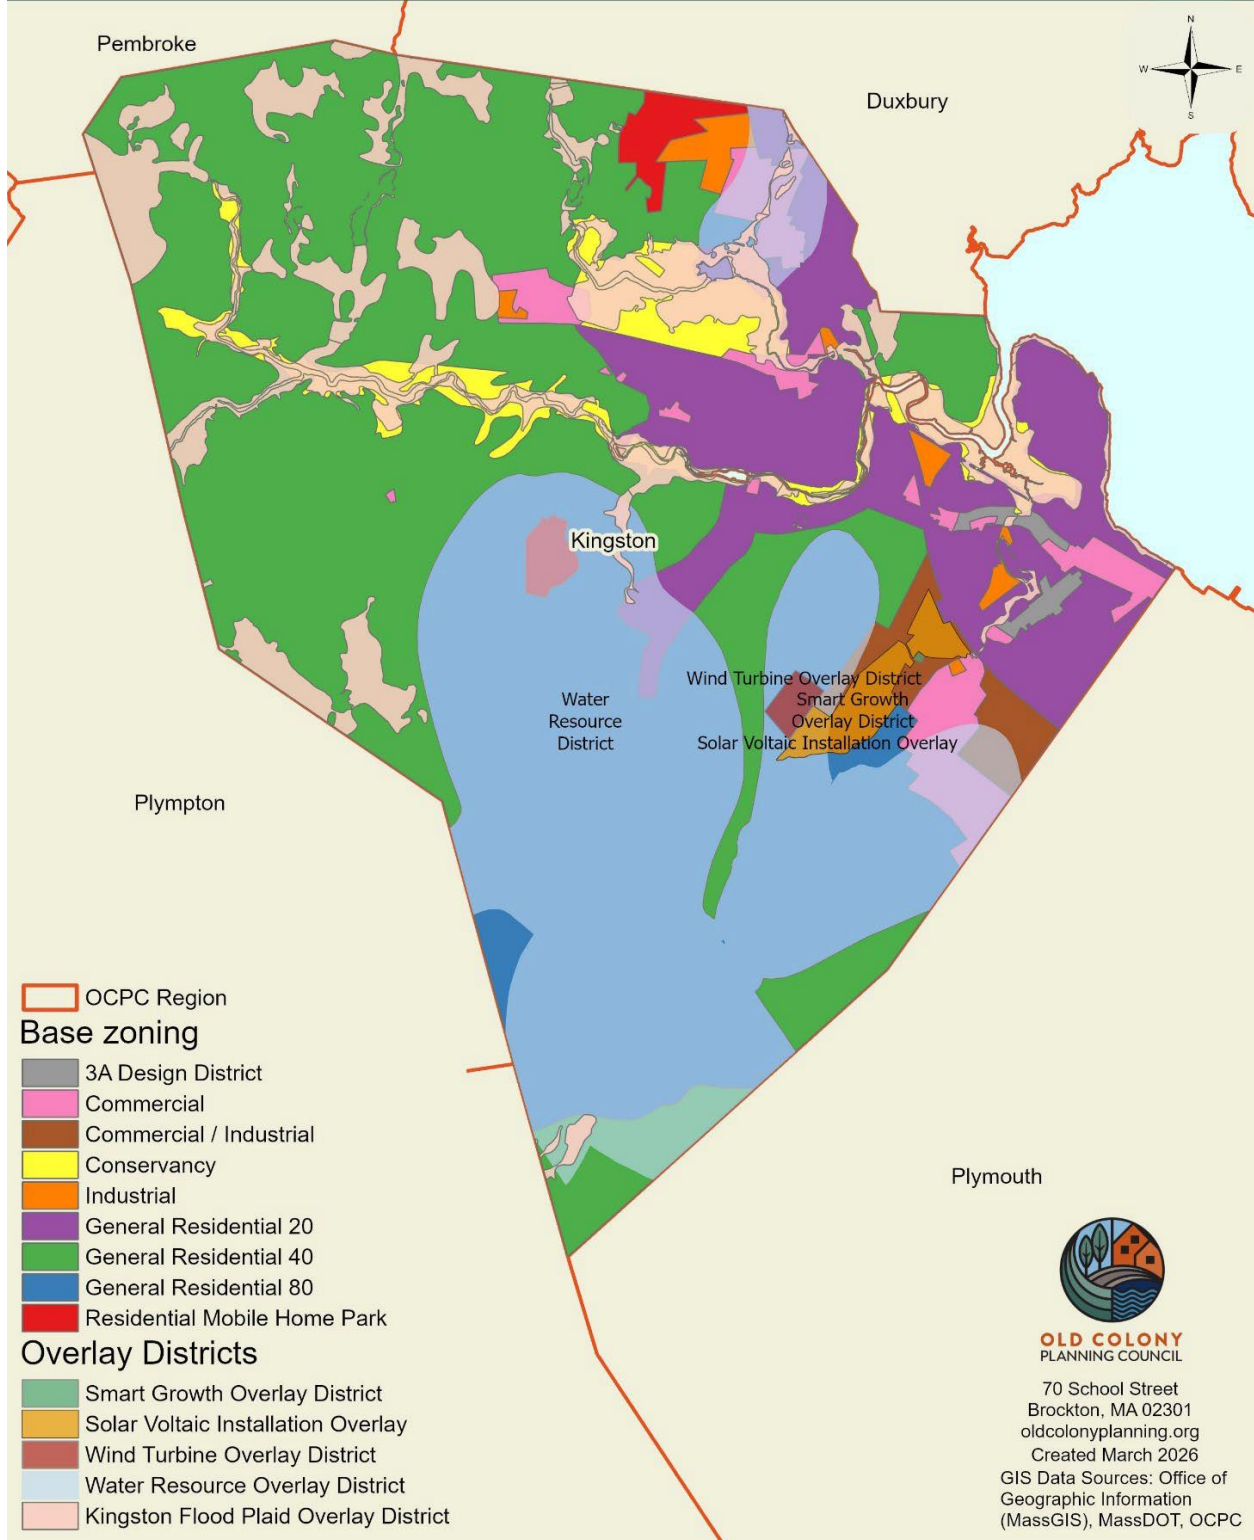 Pembroke
N
W
E
S
Duxbury
Kingston
Wind Turbine Overlay District
Water
Resource
District
Smart Growth
Overlay District
Solar Voltaic Installation Overlay
Plympton
Plymouth
OCPC Region
Base zoning
3A Design District
Commercial
Commercial / Industrial
Conservancy
Industrial
General Residential 20
General Residential 40
General Residential 80
Residential Mobile Home Park
Overlay Districts
Smart Growth Overlay District
Solar Voltaic Installation Overlay
Wind Turbine Overlay District
Water Resource Overlay District
Kingston Flood Plaid Overlay District
OLD COLONY
PLANNING COUNCIL
70 School Street
Brockton, MA 02301
oldcolonyplanning.org
Created March 2026
GIS Data Sources: Office of
Geographic Information
(MassGIS), MassDOT, OCPC